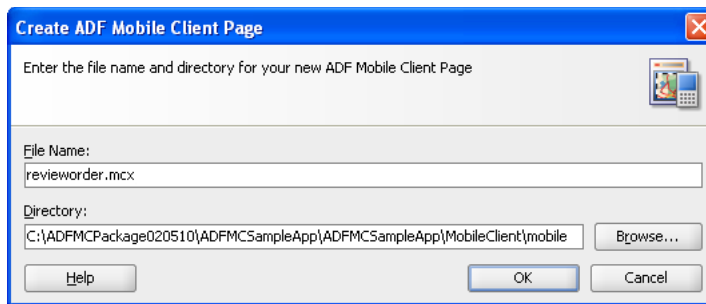 Create ADF Mobile Client Page
Enter the file name and directory for your new ADF Mobile Client Page
File Name:
revieworder.mcx
Directory:
C:\ADFMCPackage020510\ADFMCSampleApp\ADFMCSampleApp\MobileClient\mobile Browse...
Help OK Cancel